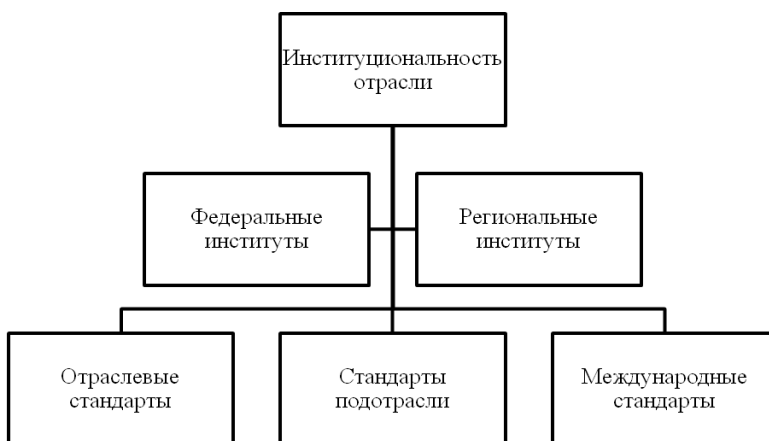 Институциональность
отрасли
Федеральные
институты
Региональные
институты
Отраслевые
стандарты
Стандарты
подотрасли
Международные
стандарты